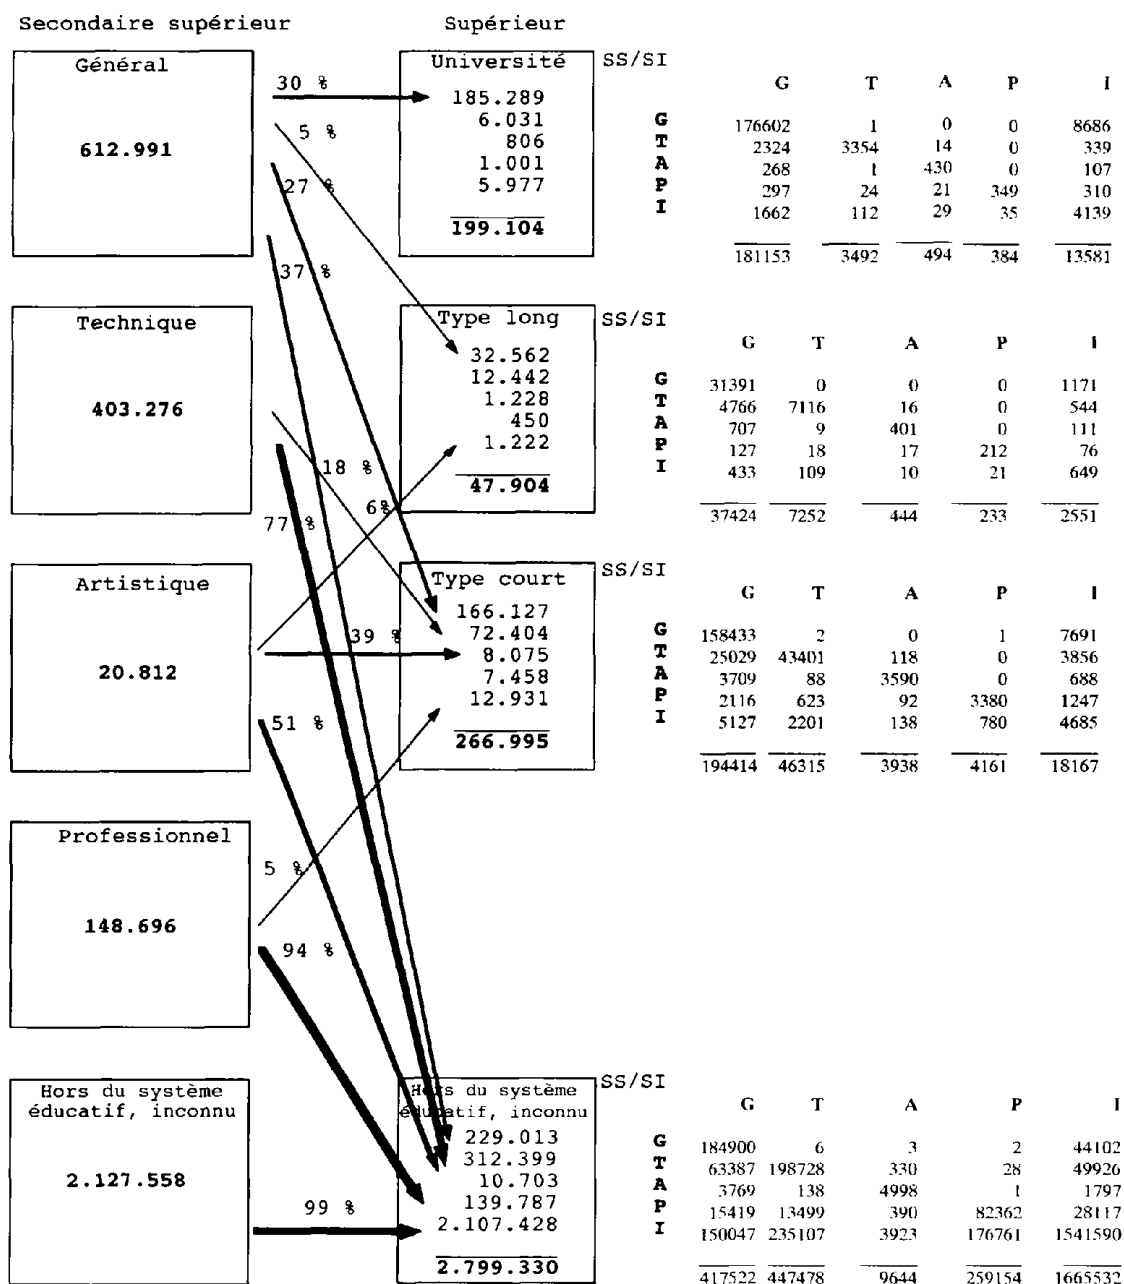 Secondaire supérieur Supérieur
Général
612.991
30 %
5 %
27 %
37 %
Université SS/SI
185.289
6.031
806
1.001
5.977
199.104
G T A P I
G 176602 1 0 0 8686
T 2324 3354 14 0 339
A 268 1 430 0 107
P 297 24 21 349 310
I 1662 112 29 35 4139
181153 3492 494 384 13581
Technique
403.276
18 %
77 %
6%
Type long SS/SI
32.562
12.442
1.228
450
1.222
47.904
G T A P I
G 31391 0 0 0 1171
T 4766 7116 16 0 544
A 707 9 401 0 111
P 127 18 17 212 76
I 433 109 10 21 649
37424 7252 444 233 2551
Artistique
20.812
39 %
51 %
Type court SS/SI
166.127
72.404
8.075
7.458
12.931
266.995
G T A P I
G 158433 2 0 1 7691
T 25029 43401 118 0 3856
A 3709 88 3590 0 688
P 2116 623 92 3380 1247
I 5127 2201 138 780 4685
194414 46315 3938 4161 18167
Professionnel
148.696
5 %
94 %
Hors du système
éducatif, inconnu
2.127.558
99 %
Hors du système SS/SI
éducatif, inconnu
229.013
312.399
10.703
139.787
2.107.428
2.799.330
G T A P I
G 184900 6 3 2 44102
T 63387 198728 330 28 49926
A 3769 138 4998 1 1797
P 15419 13499 390 82362 28117
I 150047 235107 3923 176761 1541590
417522 447478 9644 259154 1665532